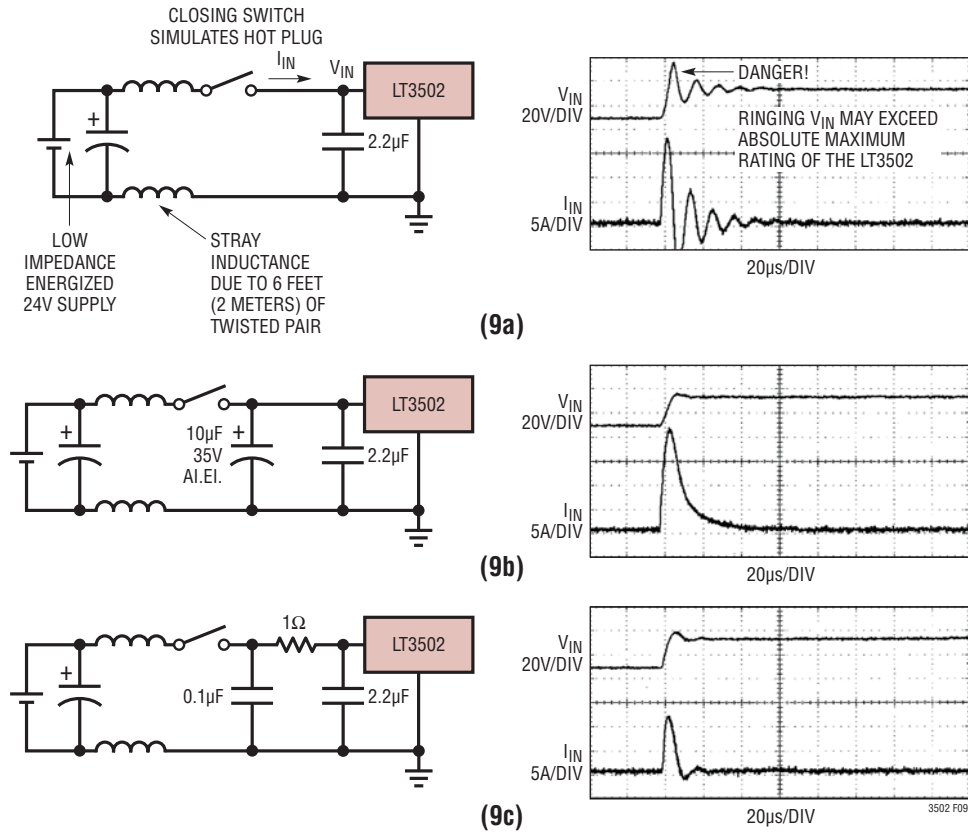 CLOSING SWITCH
SIMULATES HOT PLUG
I_IN
V_IN
LT3502
+
2.2µF
LOW
IMPEDANCE
ENERGIZED
24V SUPPLY
STRAY
INDUCTANCE
DUE TO 6 FEET
(2 METERS) OF
TWISTED PAIR
DANGER!
V_IN
20V/DIV
RINGING V_IN MAY EXCEED
ABSOLUTE MAXIMUM
RATING OF THE LT3502
I_IN
5A/DIV
20µs/DIV
(9a)
LT3502
+
10µF
35V
AI.EI.
+
2.2µF
V_IN
20V/DIV
I_IN
5A/DIV
20µs/DIV
(9b)
1Ω
LT3502
+
0.1µF
2.2µF
V_IN
20V/DIV
I_IN
5A/DIV
20µs/DIV
3502 F09
(9c)